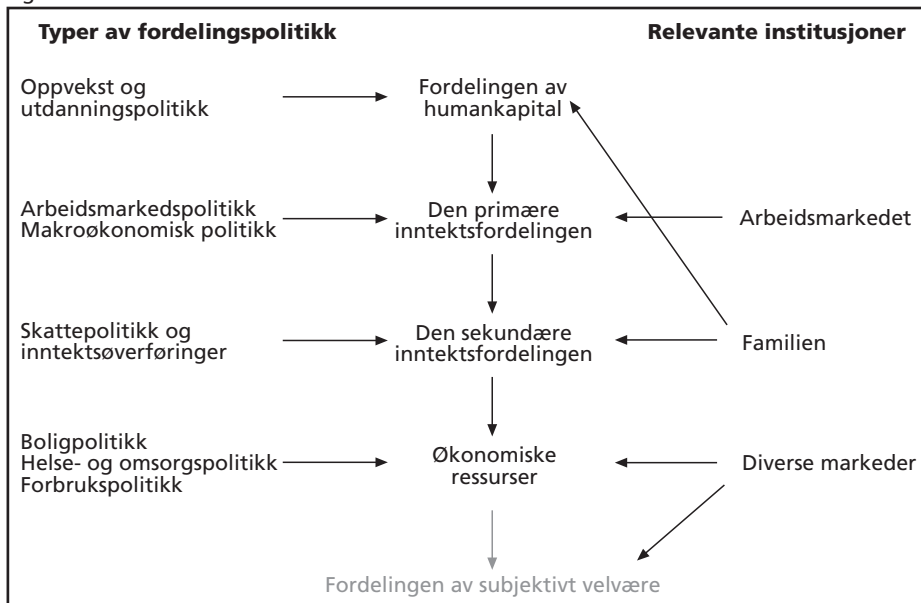 Typer av fordelingspolitikk
Relevante institusjoner
Oppvekst og
utdanningspolitikk
Fordelingen av
humankapital
Arbeidsmarkedspolitikk
Makroøkonomisk politikk
Den primære
inntektsfordelingen
Arbeidsmarkedet
Skattepolitikk og
inntektsøverføringer
Den sekundære
inntektsfordelingen
Familien
Boligpolitikk
Helse- og omsorgspolitikk
Forbrukspolitikk
Økonomiske
ressurser
Diverse markeder
Fordelingen av subjektivt velvære